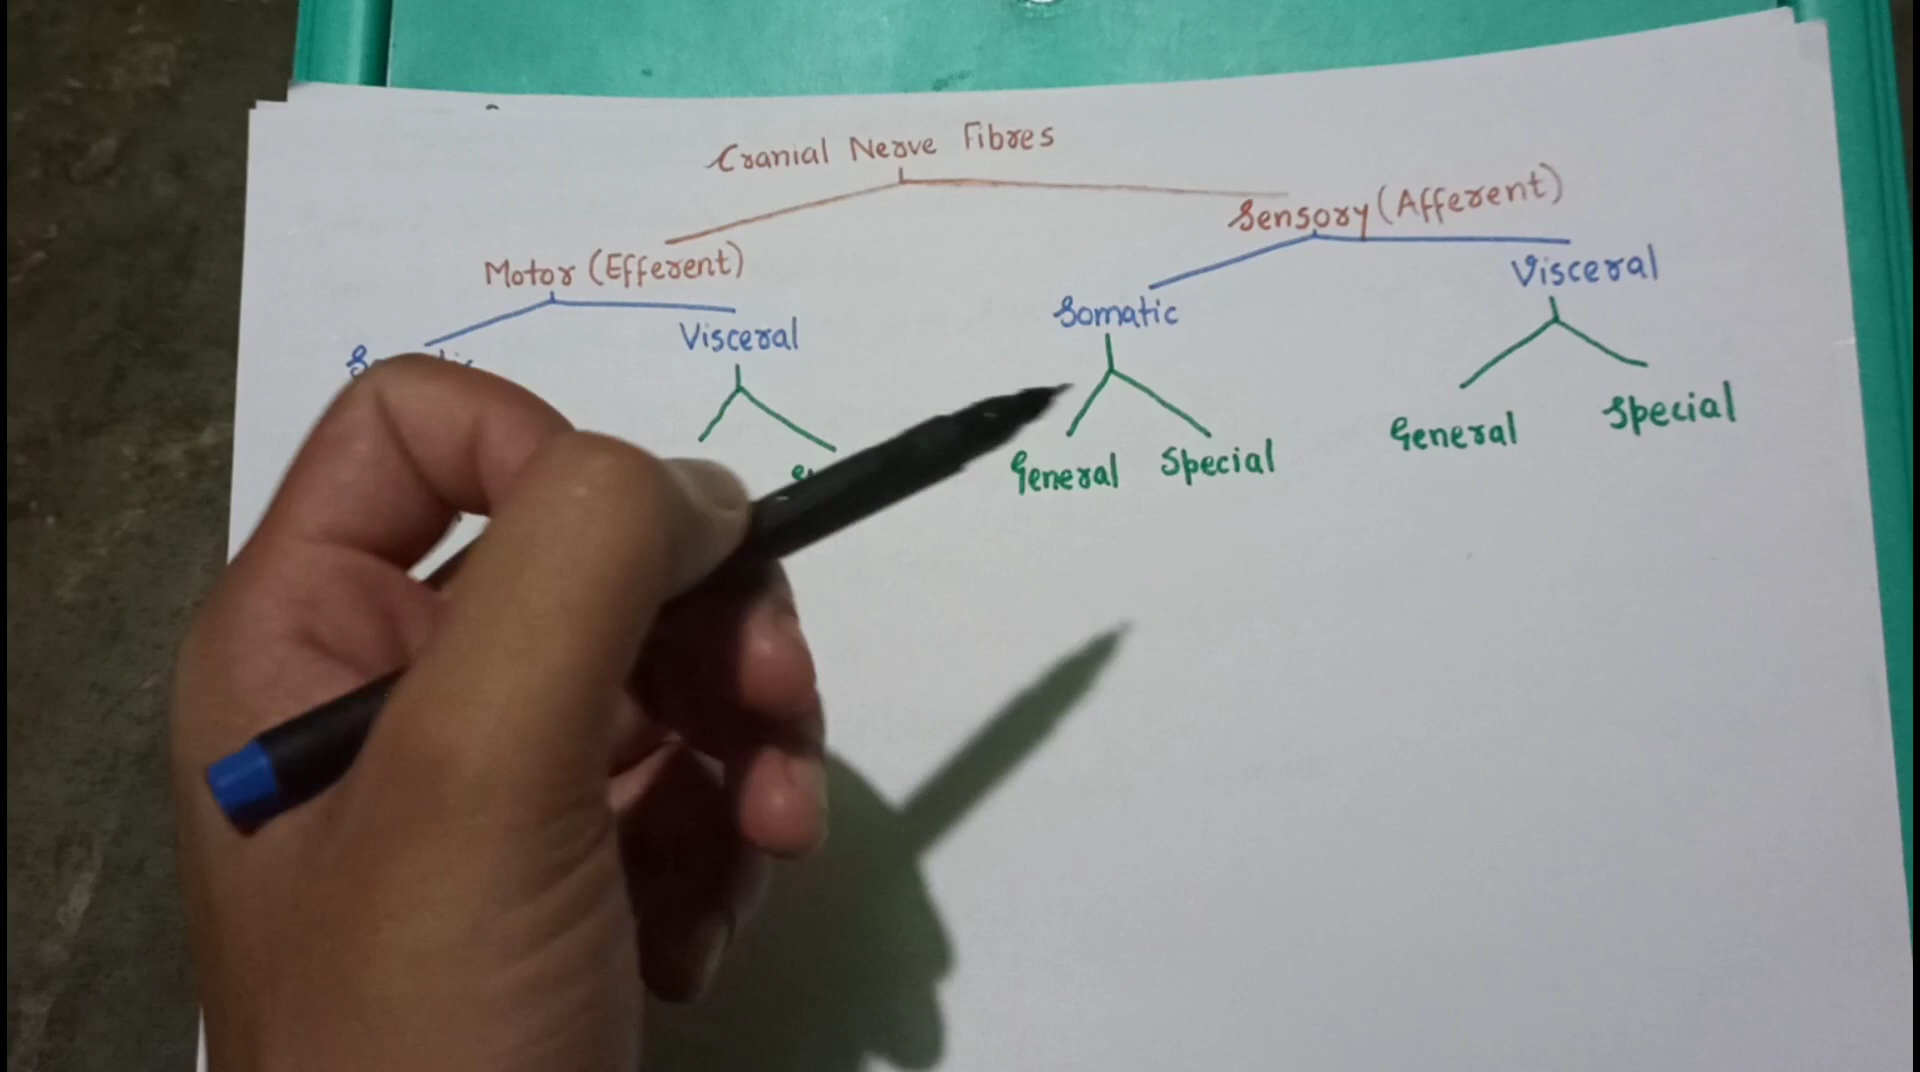 Cranial Nerve Fibres
Motor (Efferent)
Sensory (Afferent)
Visceral
Somatic
Visceral
General
Special
General
Special